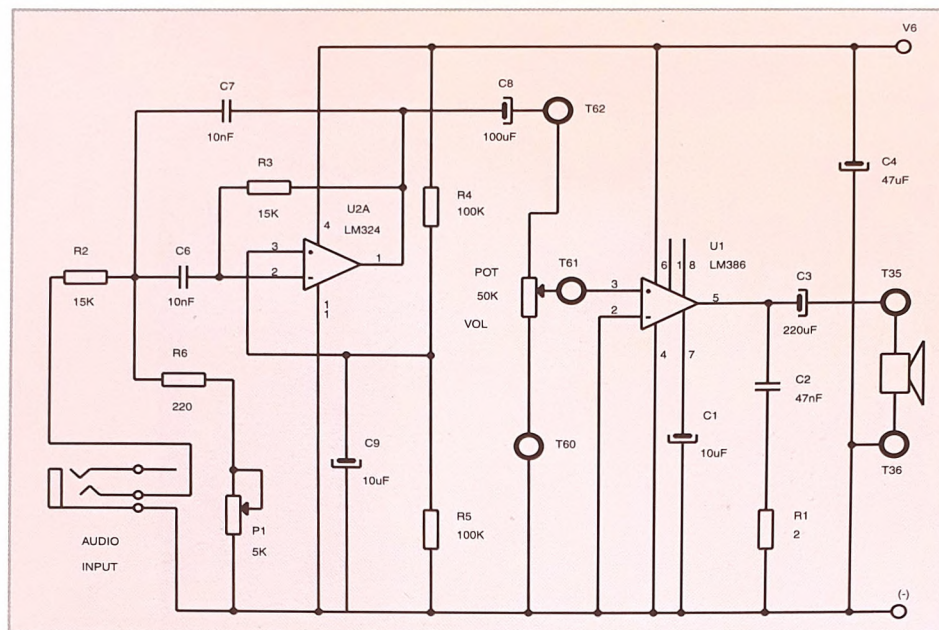 V6
C7
10nF
C8
100uF
T62
R3
15K
U2A
LM324
4
3
2
1
1
1
R4
100K
C4
47uF
R2
15K
C6
10nF
POT
50K
VOL
T61
U1
LM386
6
1
8
3
2
5
4
7
C3
220uF
T35
T36
R6
220
C2
47nF
C1
10uF
C9
10uF
T60
P1
5K
R5
100K
R1
2
AUDIO
INPUT
(-)